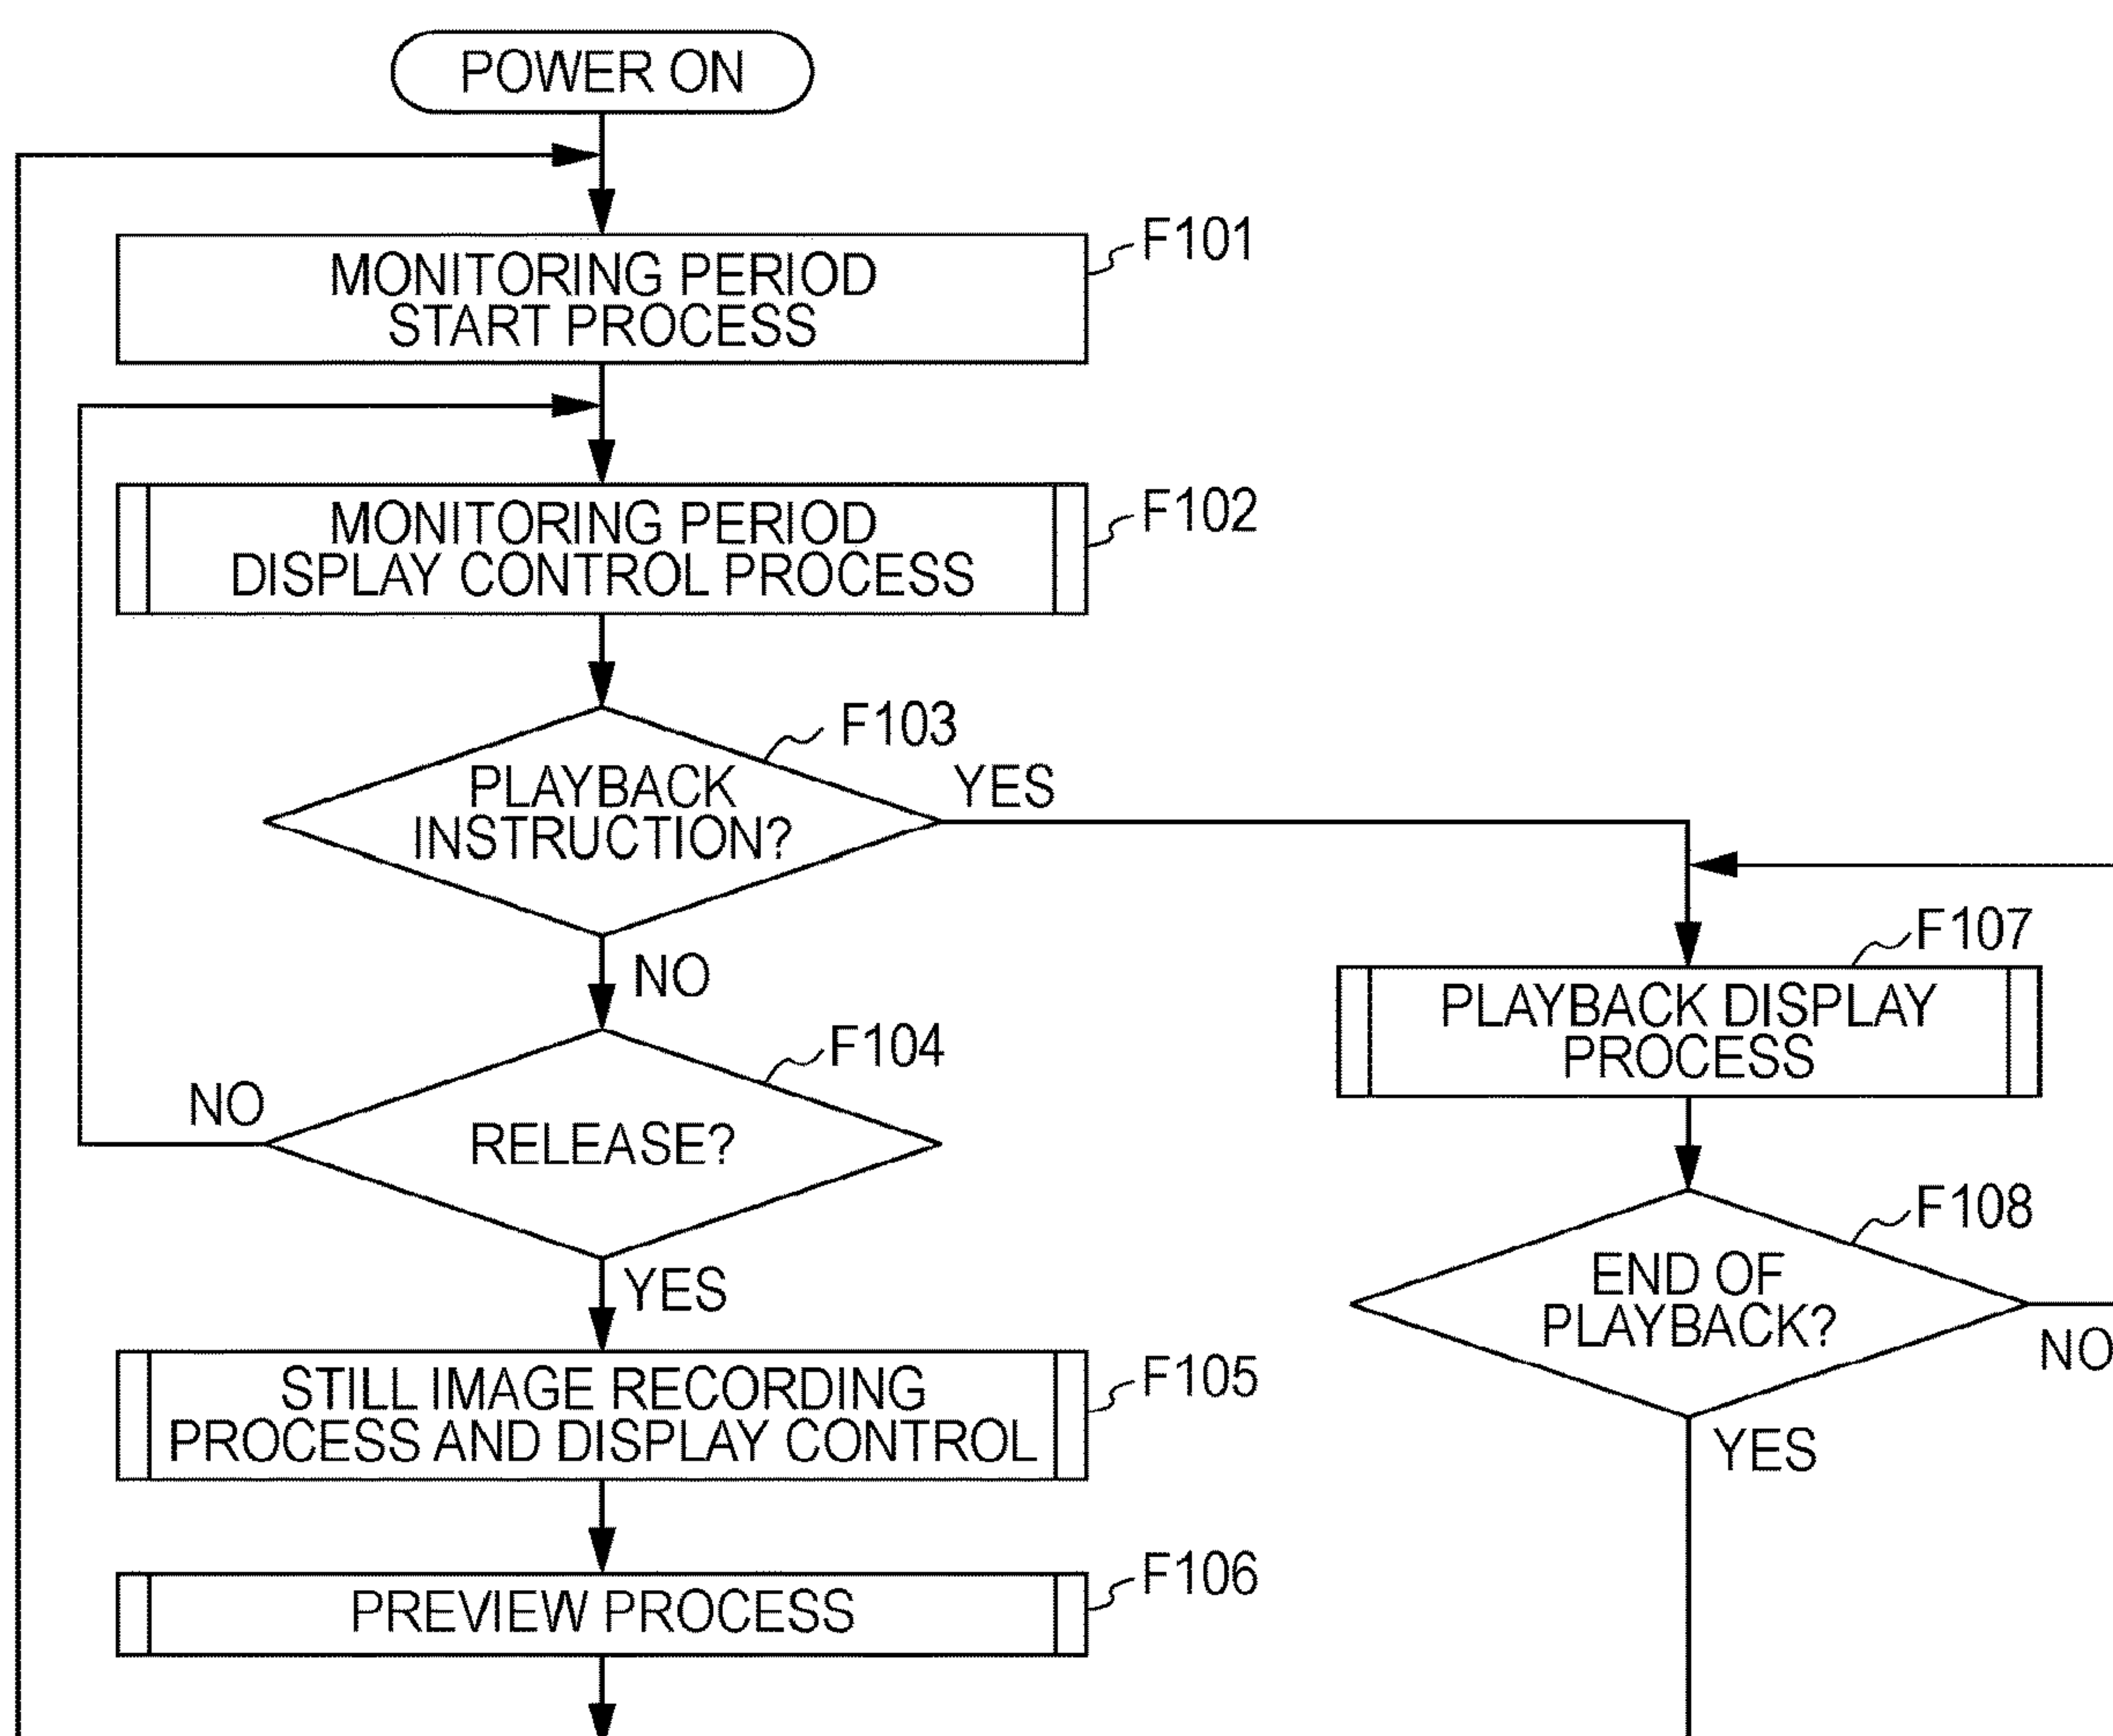 POWER ON
F101
MONITORING PERIOD
START PROCESS
F102
MONITORING PERIOD
DISPLAY CONTROL PROCESS
F103
PLAYBACK
INSTRUCTION?
YES
NO
F104
RELEASE?
NO
YES
F105
STILL IMAGE RECORDING
PROCESS AND DISPLAY CONTROL
F106
PREVIEW PROCESS
F107
PLAYBACK DISPLAY
PROCESS
F108
END OF
PLAYBACK?
NO
YES